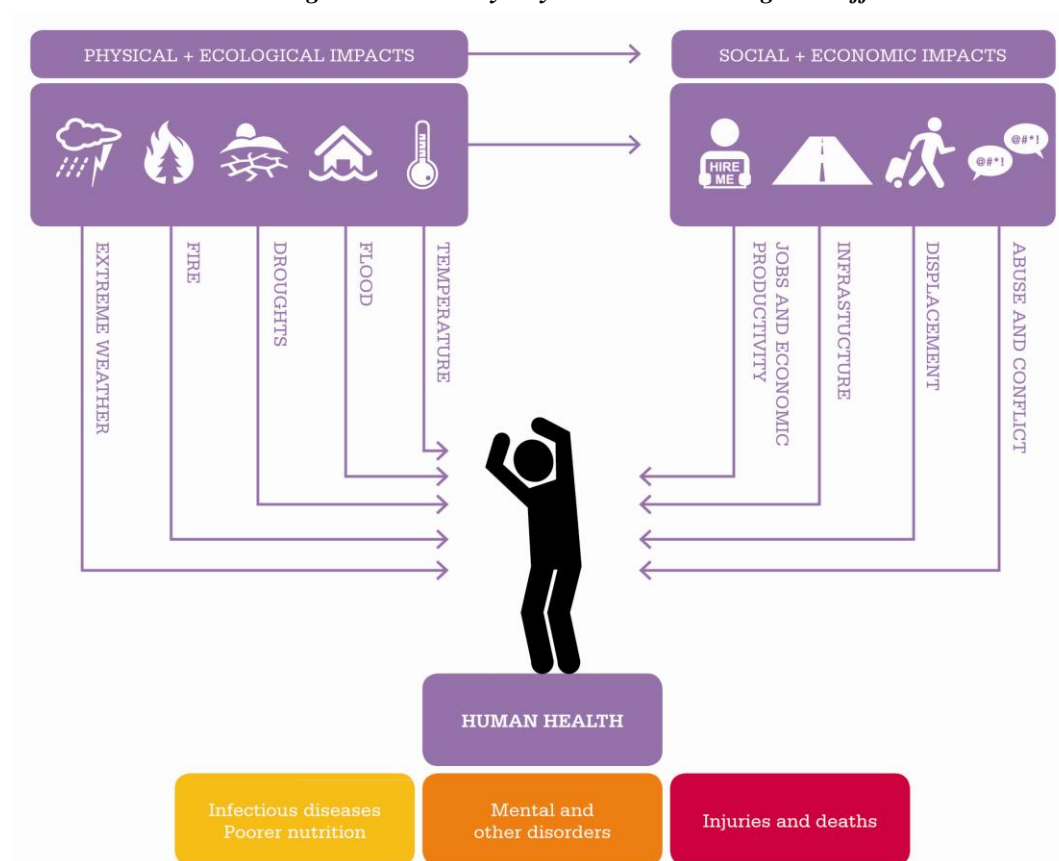 PHYSICAL + ECOLOGICAL IMPACTS
SOCIAL + ECONOMIC IMPACTS
HIRE
ME
@#*!
@#*!
EXTREME WEATHER
FIRE
DROUGHTS
FLOOD
TEMPERATURE
JOBS AND ECONOMIC
PRODUCTIVITY
INFRASTUCTURE
DISPLACEMENT
ABUSE AND CONFLICT
HUMAN HEALTH
Infectious diseases
Poorer nutrition
Mental and
other disorders
Injuries and deaths